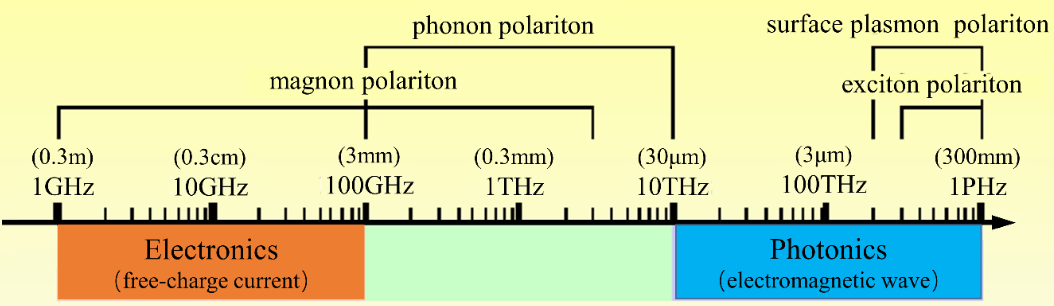 phonon polariton
surface plasmon polariton
magnon polariton
exciton polariton
(0.3m) (0.3cm) (3mm) (0.3mm) (30μm) (3μm) (300mm)
1GHz 10GHz 100GHz 1THz 10THz 100THz 1PHz
Electronics
(free-charge current)
Photonics
(electromagnetic wave)